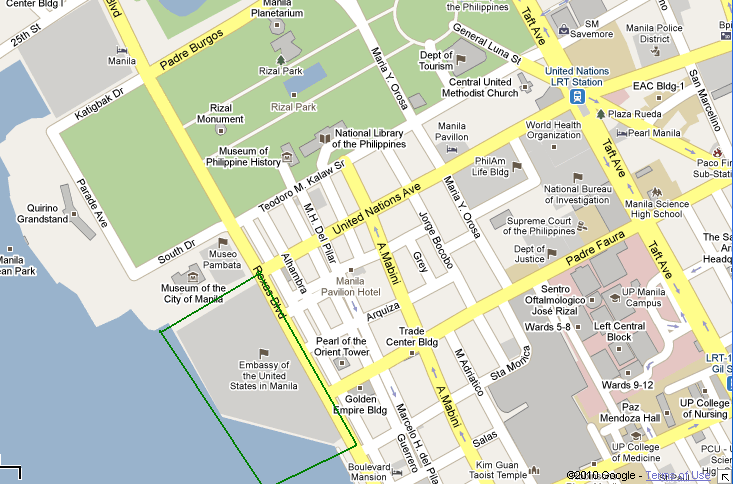 Center Bldg I
25th St
Blvd
Manila
Padre Burgos
Manila
Planetarium
Rizal Park
Rizal Park
Rizal
Monument
Katigbak Dr
Maria Y. Orosa
the Philippines
Dept of
Tourism
General Luna St
Taft Ave
SM
Savemore
Manila Police
District
Central United
Methodist Church
United Nations
LRT Station
EAC Bldg-1
San Marcelino
National Library
of the Philippines
Museum of
Philippine History
Manila
Pavilion
World Health
Organization
Plaza Rueda
Pearl Manila
Taft Ave
Paco Fi
Sub-Station
PhilAm
Life Bldg
National Bureau of
Investigation
Manila Science
High School
Parade Ave
Quirino
Grandstand
South Dr
Teodoro M. Kalaw Sr
M.H. Del Pilar
United Nations Ave
Maria Y. Orosa
Jorge Bocobo
Grey
A. Mabini
Supreme Court of
the Philippines
Dept of
Justice
Padre Faura
Taft Ave
The Sa
Headqu
Manila
ean Park
Museo
Pambata
Museum of the
City of Manila
Roxas Blvd
Alhambra
Manila
Pavilion Hotel
Arquiza
Sentro
Oftalmologico
José Rizal
Wards 5-8
UP Manila
Campus
Left Central
Block
Pearl of the
Orient Tower
Trade
Center Bldg
Embassy of
the United
States in Manila
M Adriatico
Sta Monica
LRT-1
Gil S
Wards 9-12
Golden
Empire Bldg
A. Mabini
Marcelo H. del Pilar
Guerrero
Salas
Paz
Mendoza Hall
UP College
of Nursing
UP College
of Medicine
PCU - U
Scienc
High S
Boulevard
Mansion
Kim Guan
Taoist Temple
©2010 Google - Terms of Use